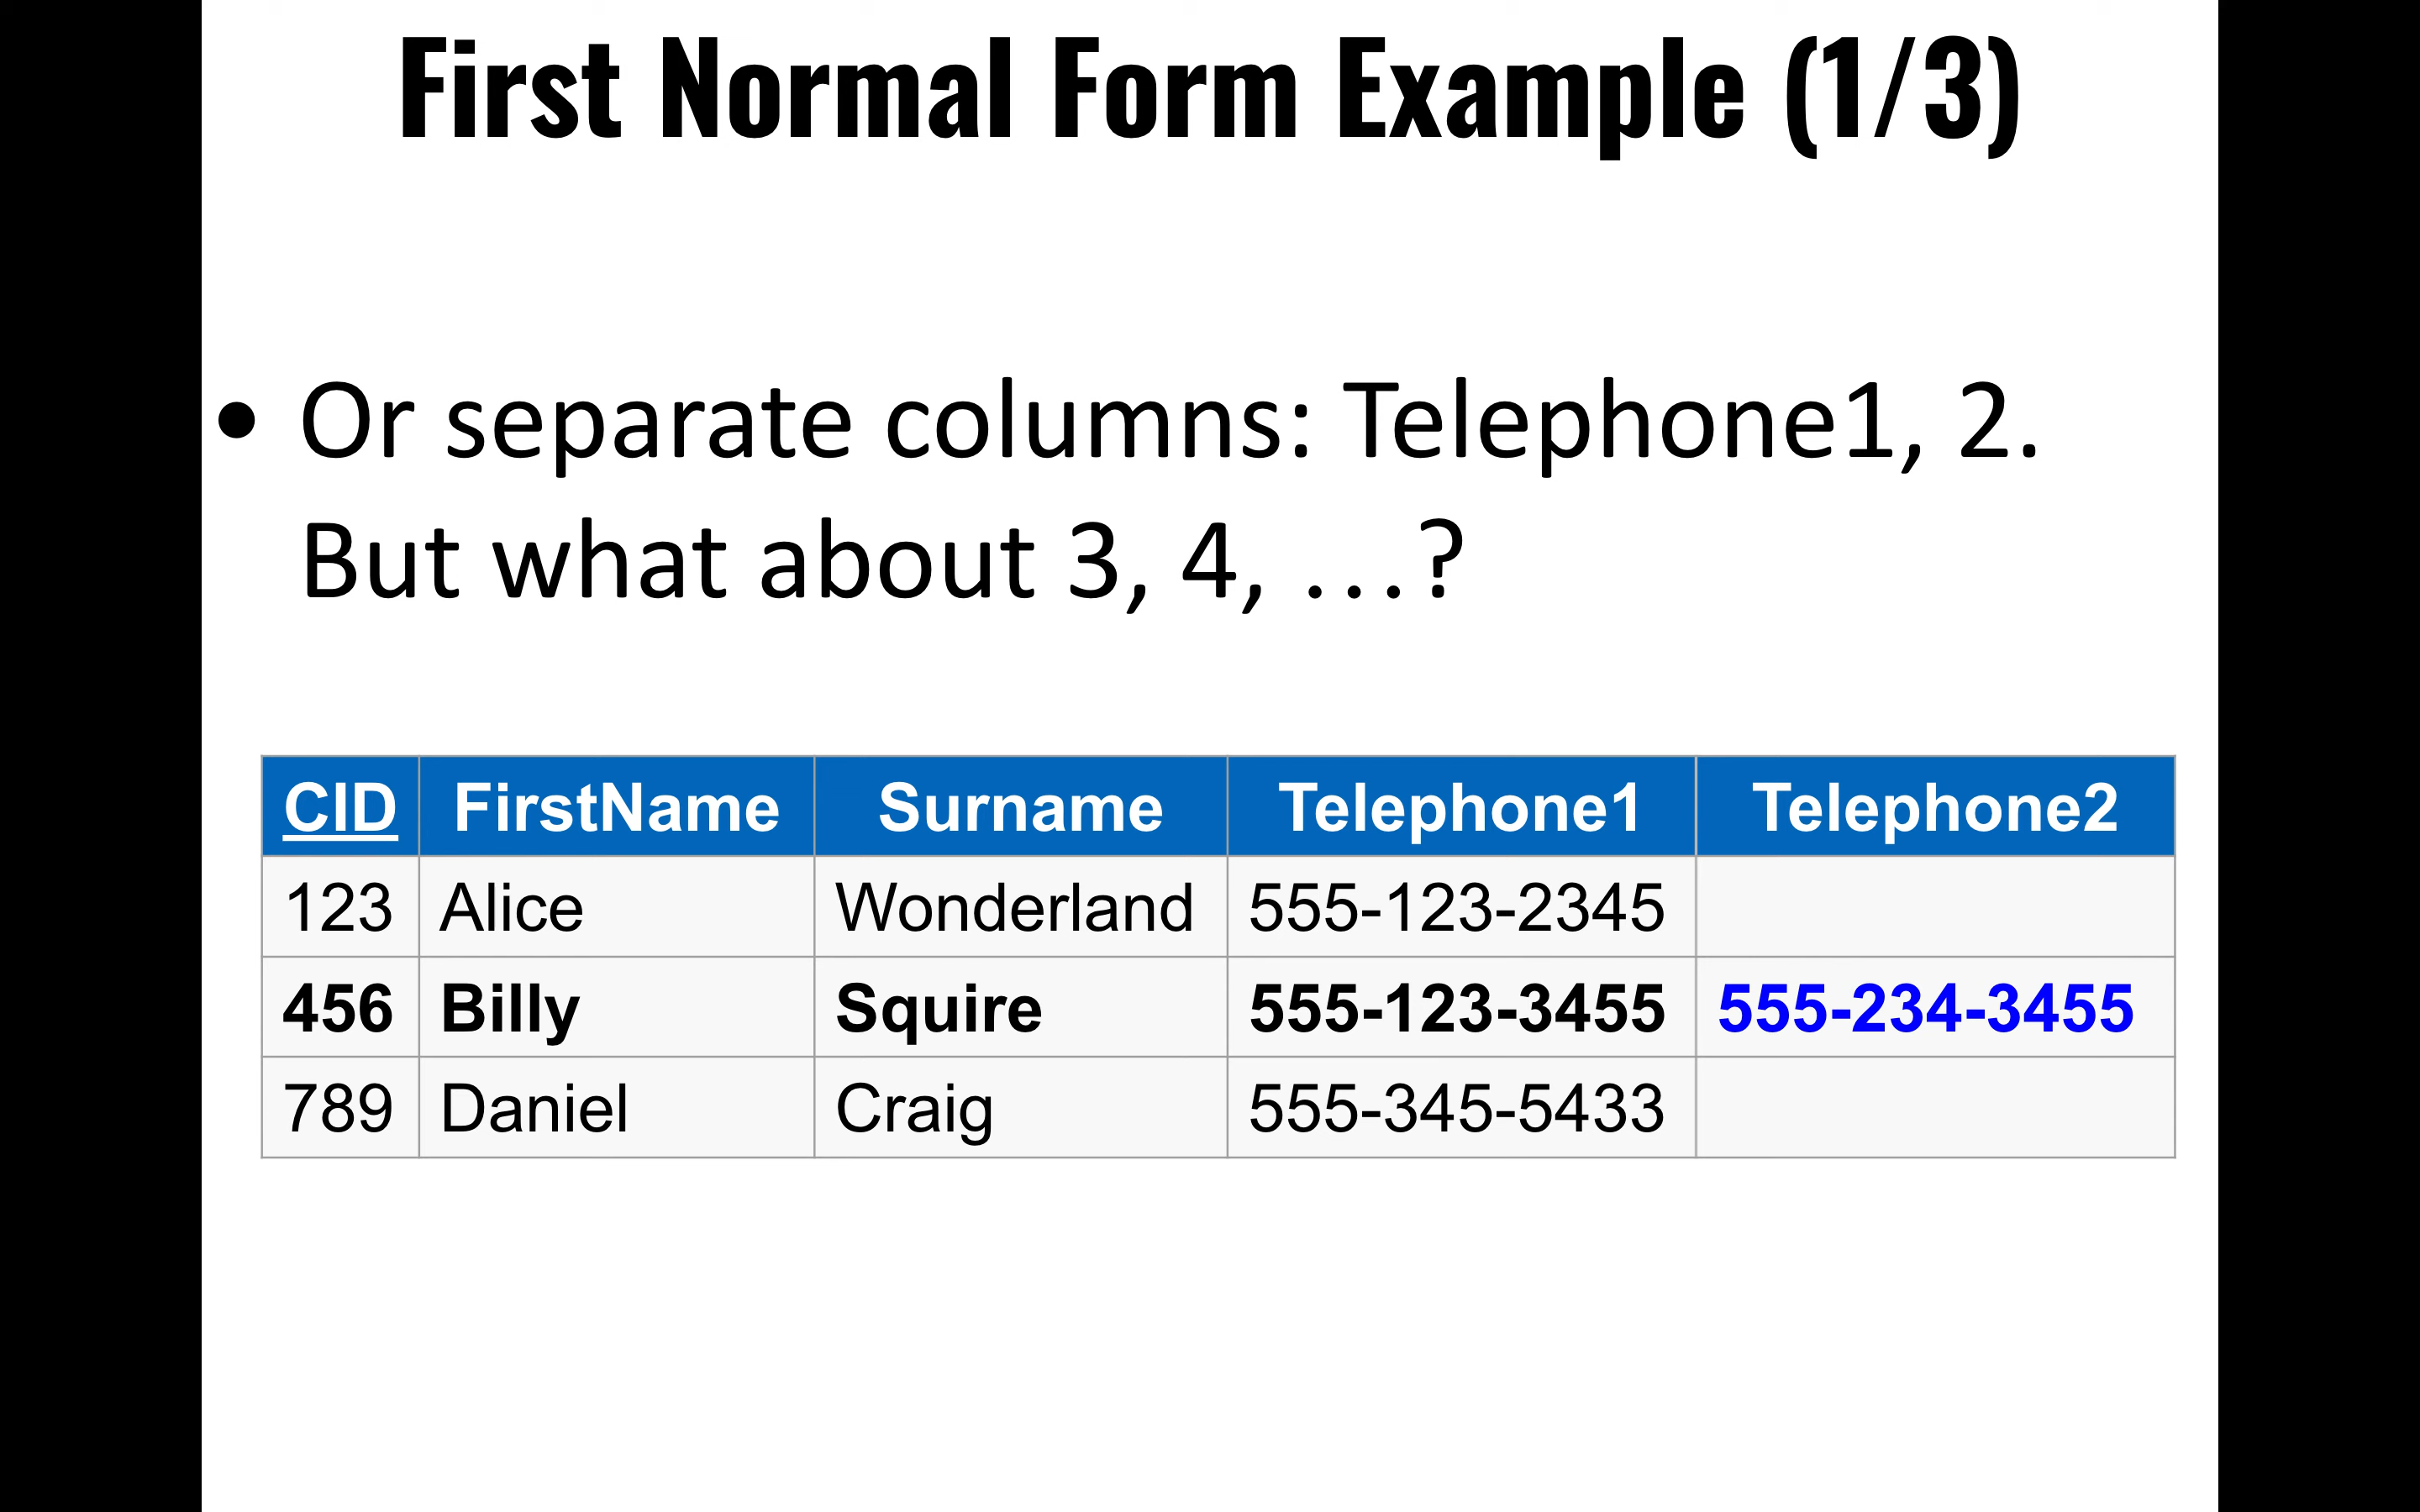 First Normal Form Example (1/3)
• Or separate columns: Telephone1, 2.
But what about 3, 4, …?
CID FirstName Surname Telephone1 Telephone2
123 Alice Wonderland 555-123-2345
456 Billy Squire 555-123-3455 555-234-3455
789 Daniel Craig 555-345-5433